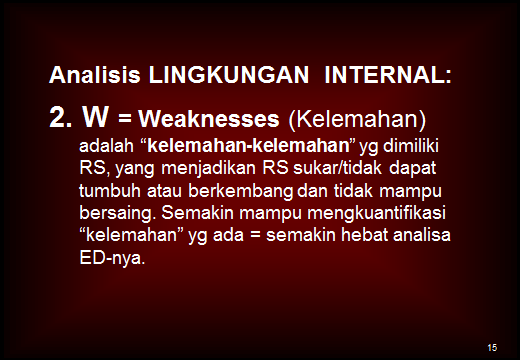 Analisis LINGKUNGAN  INTERNAL:
2. W = Weaknesses (Kelemahan)
adalah “kelemahan-kelemahan” yg dimiliki
RS, yang menjadikan RS sukar/tidak dapat
tumbuh atau berkembang dan tidak mampu
bersaing. Semakin mampu mengkuantifikasi
“kelemahan” yg ada = semakin hebat analisa
ED-nya.
15